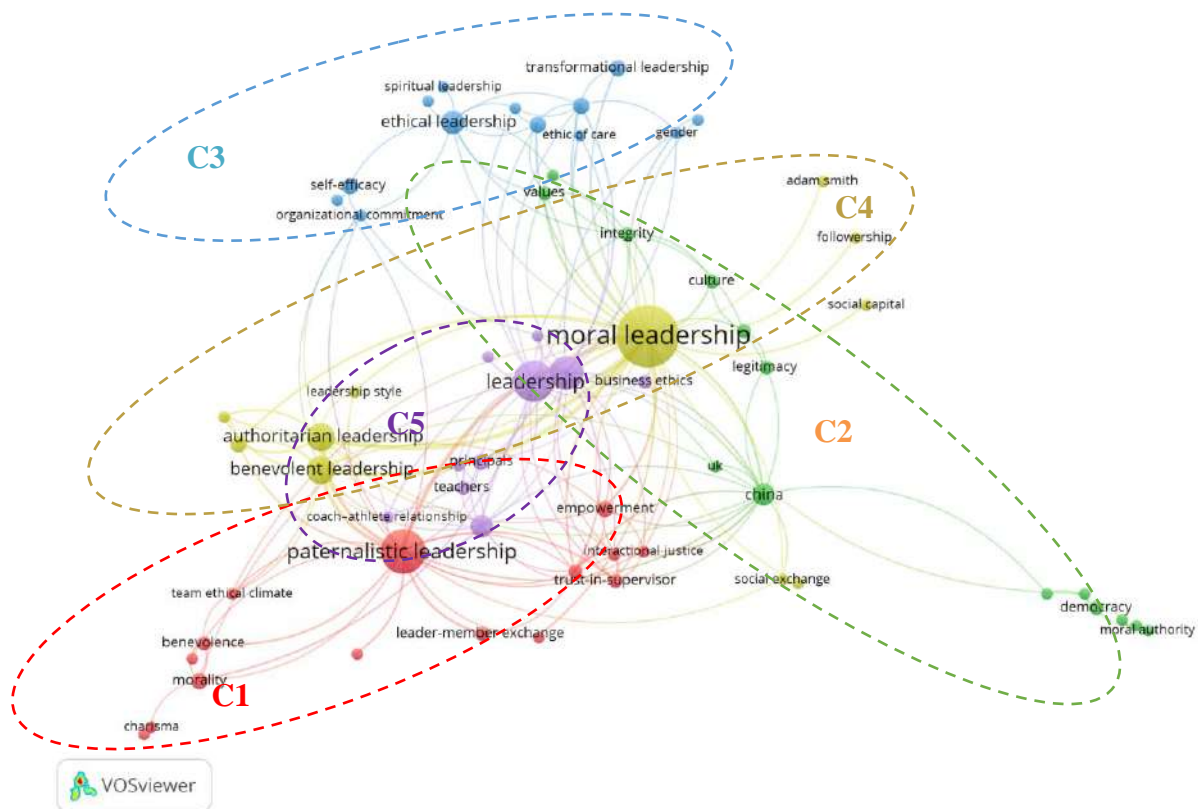 transformational leadership
spiritual leadership
ethical leadership
ethic of care
gender
C3
self-efficacy
values
adam smith
organizational commitment
C4
integrity
followership
culture
social capital
moral leadership
legitimacy
leadership
business ethics
leadership style
C5
C2
authoritarian leadership
benevolent leadership
principals
uk
teachers
china
coach–athlete relationship
empowerment
paternalistic leadership
interactional justice
trust-in-supervisor
social exchange
team ethical climate
democracy
benevolence
leader-member exchange
moral authority
morality
C1
charisma
VOSviewer